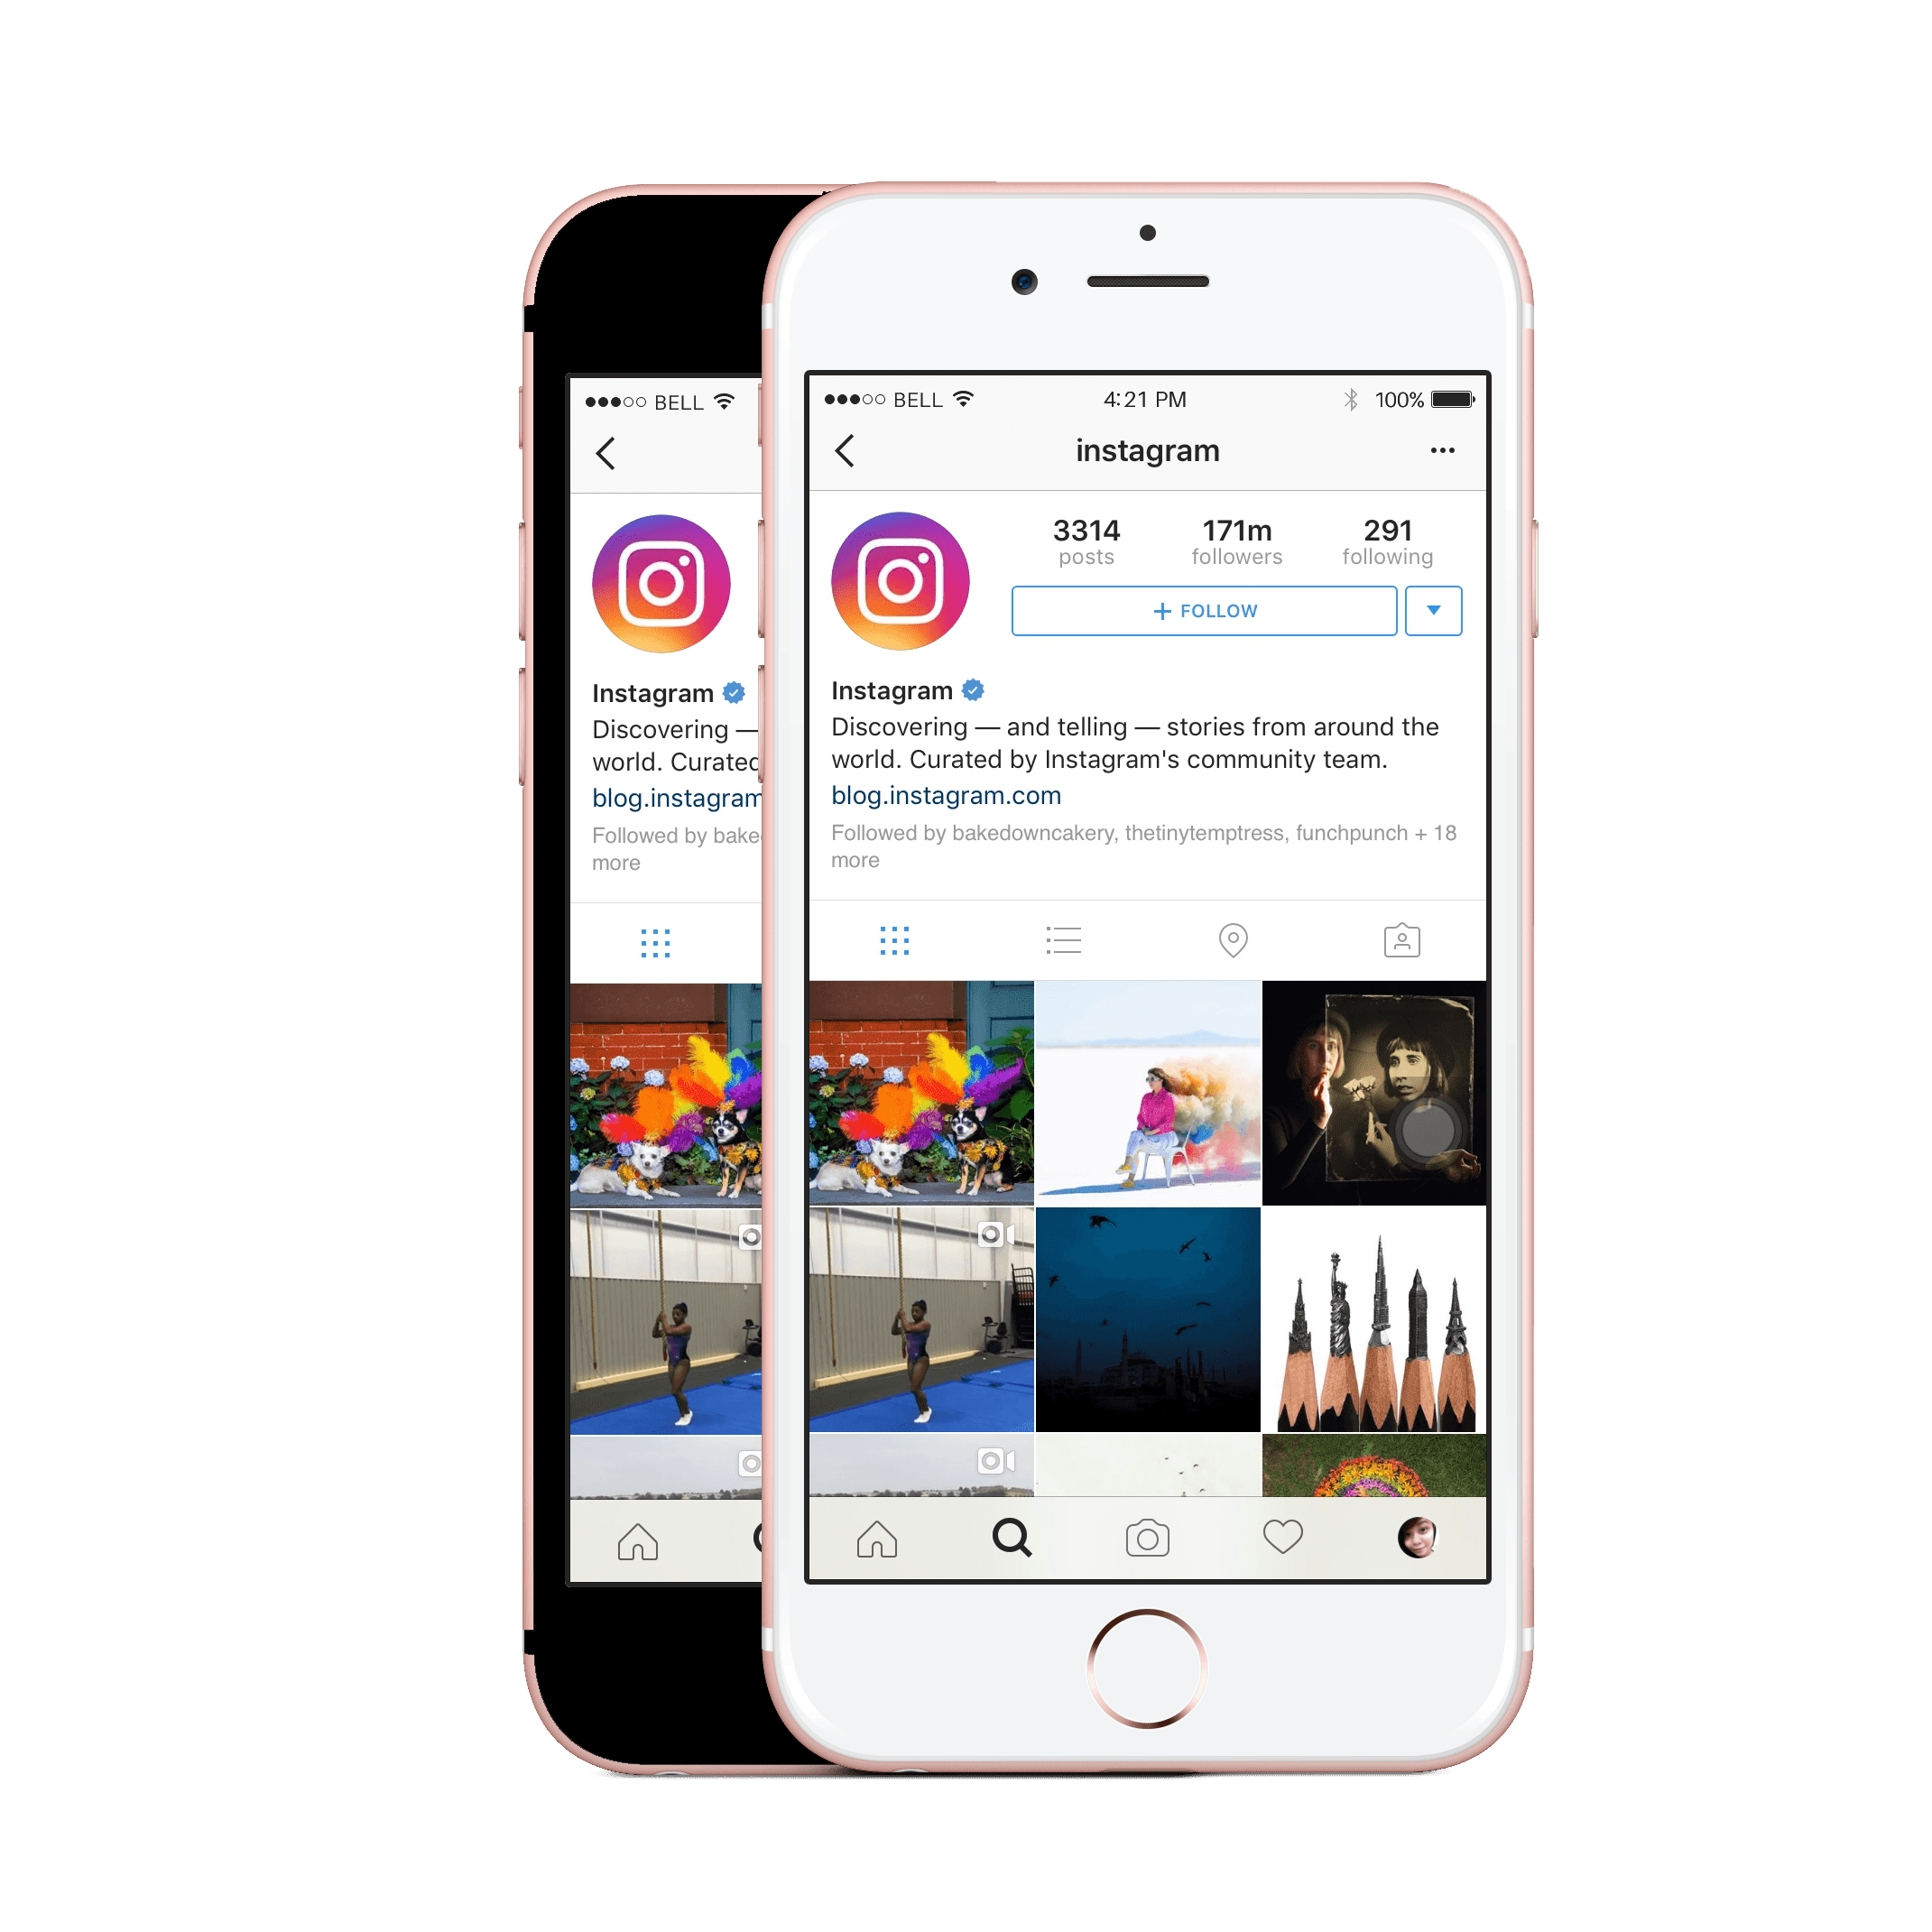 BELL
Instagram
Discovering —
world. Curated
blog.instagram
Followed by bake
more
BELL 4:21 PM 100%
instagram
3314 171m 291
posts followers following
+ FOLLOW
Instagram
Discovering — and telling — stories from around the
world. Curated by Instagram's community team.
blog.instagram.com
Followed by bakedowncakery, thetinytemptress, funchpunch + 18
more